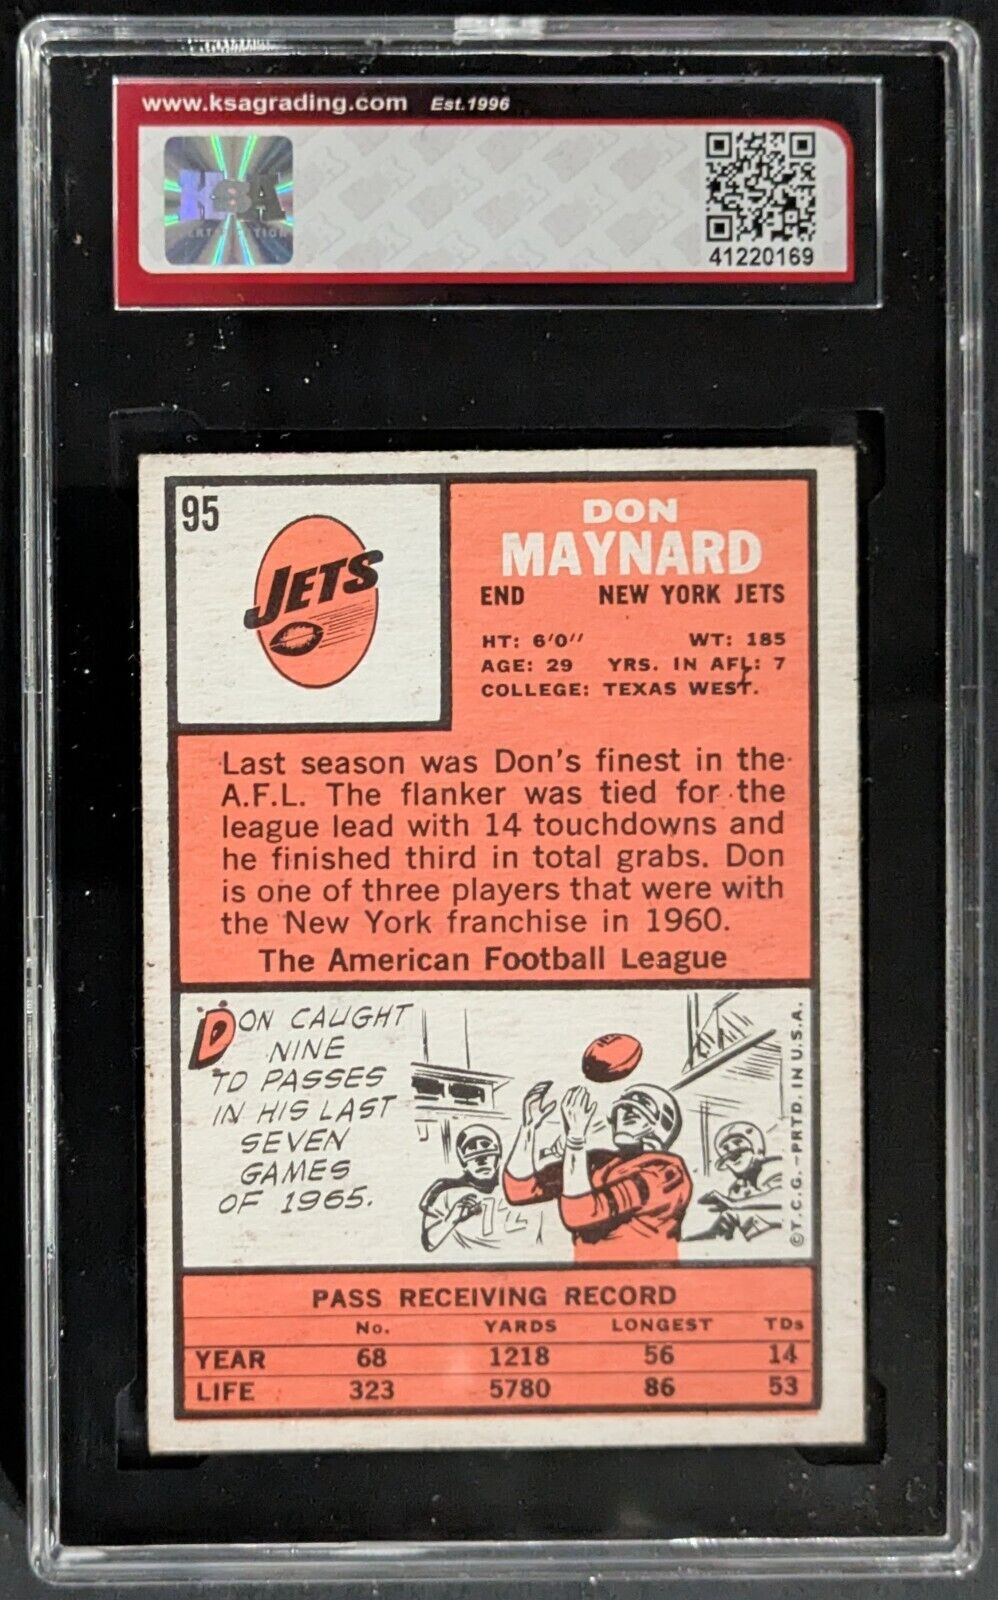 www.ksagrading.com Est.1996
KSA
CERTIFICATION
41220169
95
JETS
DON
MAYNARD
END NEW YORK JETS
HT: 6'0'' WT: 185
AGE: 29 YRS. IN AFL: 7
COLLEGE: TEXAS WEST.
Last season was Don's finest in the
A.F.L. The flanker was tied for the
league lead with 14 touchdowns and
he finished third in total grabs. Don
is one of three players that were with
the New York franchise in 1960.
The American Football League
DON CAUGHT
NINE
TD PASSES
IN HIS LAST
SEVEN
GAMES
OF 1965.
©T.C.G.—PRTD. IN U.S.A.
PASS RECEIVING RECORD
No. YARDS LONGEST TDs
YEAR 68 1218 56 14
LIFE 323 5780 86 53